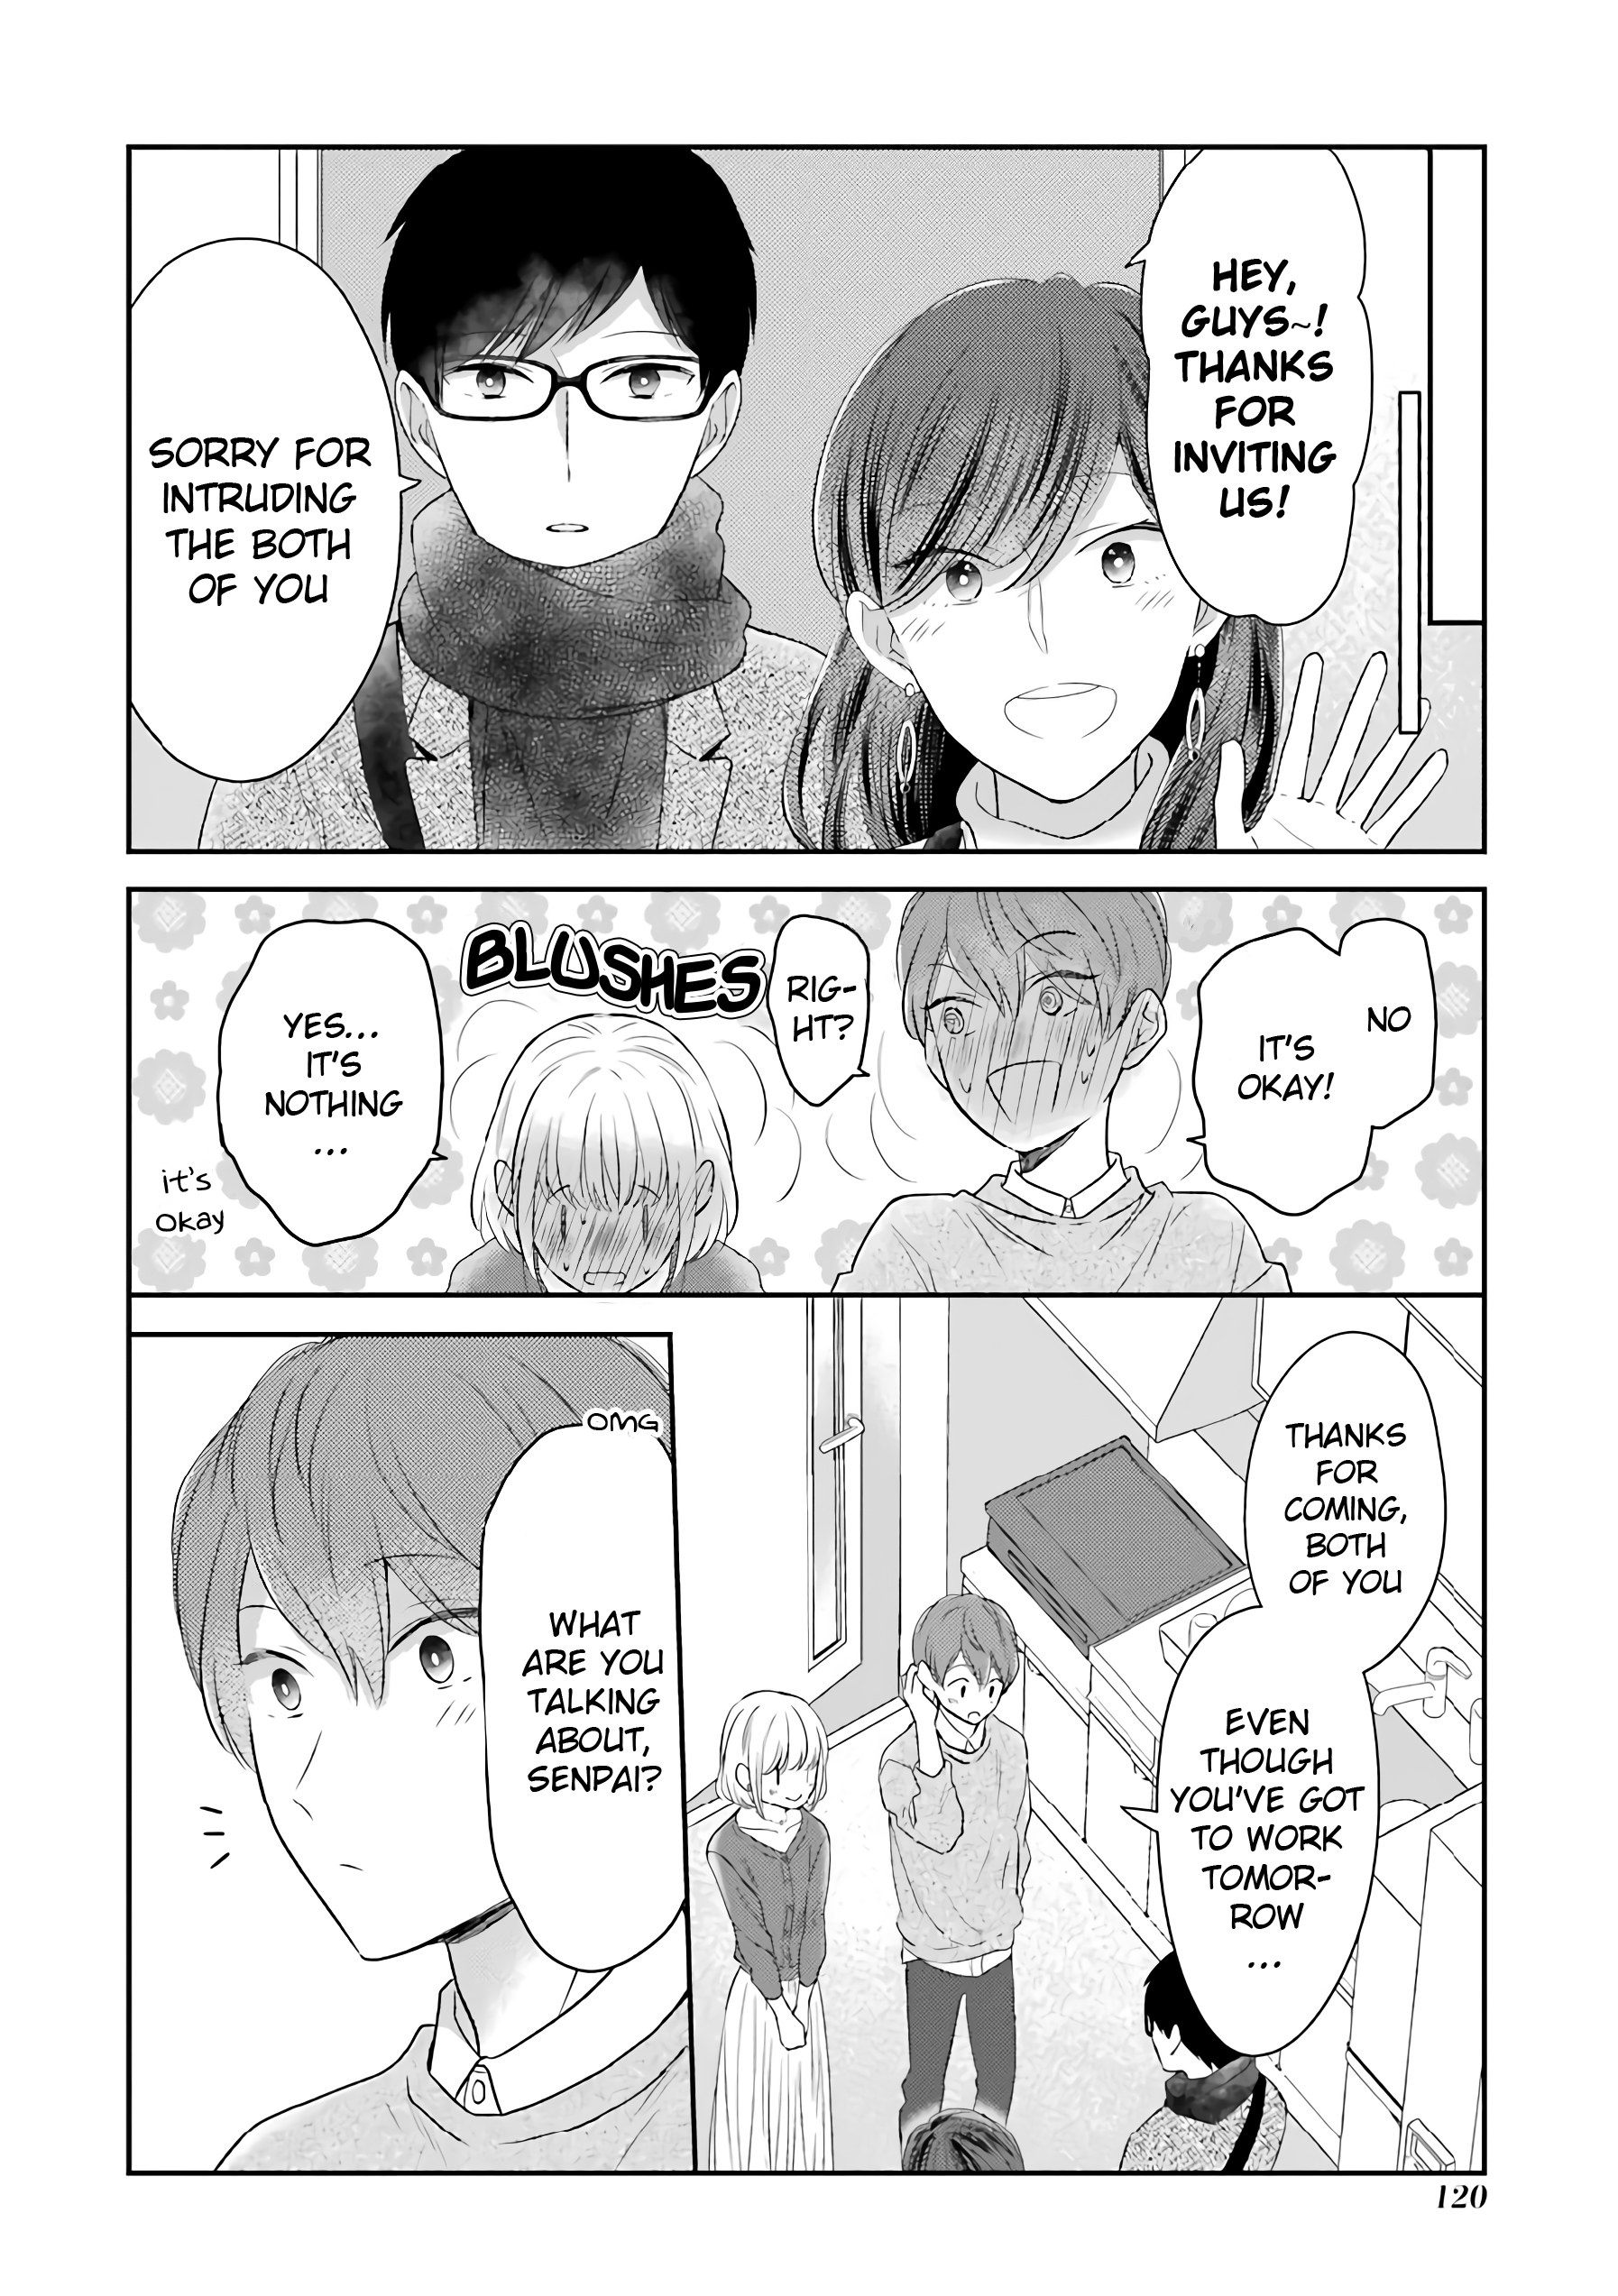 HEY,
GUYS~!
THANKS
FOR
INVITING
US!
SORRY FOR
INTRUDING
THE BOTH
OF YOU
NO
IT'S
OKAY!
RIG-
HT?
BLUSHES
YES...
IT'S
NOTHING
...
it's
okay
THANKS
FOR
COMING,
BOTH
OF YOU
EVEN
THOUGH
YOU'VE GOT
TO WORK
TOMOR-
ROW
...
OMG
WHAT
ARE YOU
TALKING
ABOUT,
SENPAI?
120